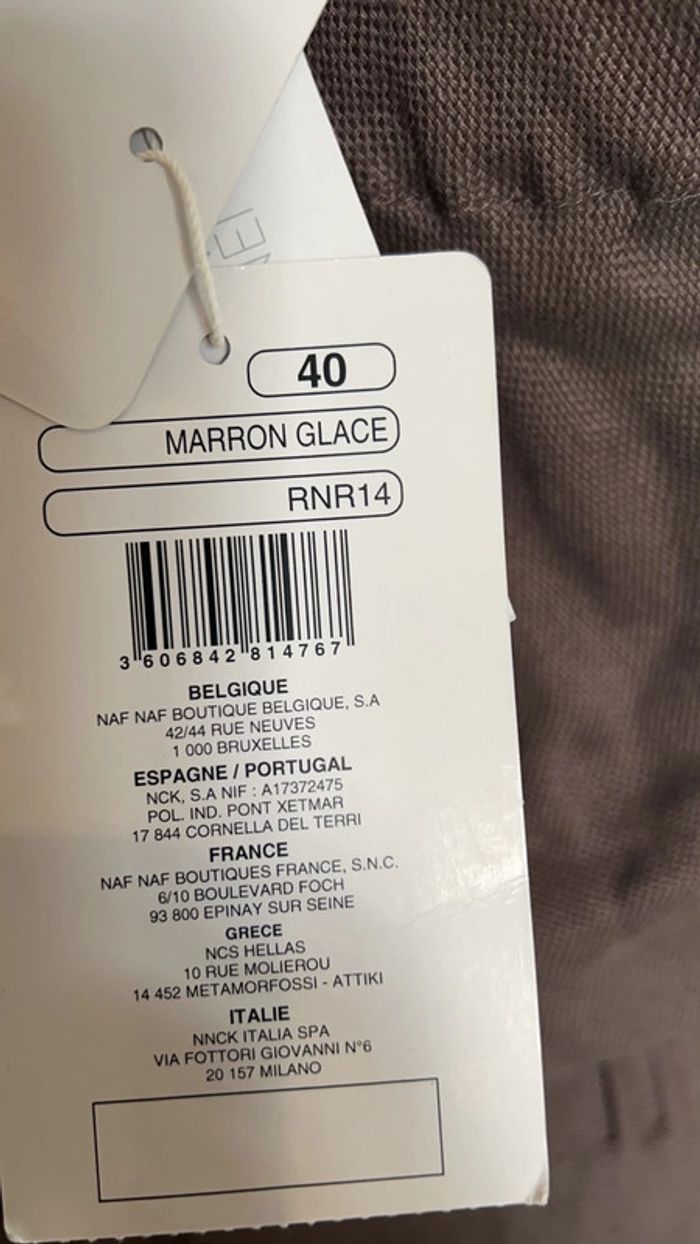 40
MARRON GLACE
RNR14
3 606842 814767
BELGIQUE
NAF NAF BOUTIQUE BELGIQUE, S.A
42/44 RUE NEUVES
1 000 BRUXELLES
ESPAGNE / PORTUGAL
NCK, S.A NIF : A17372475
POL. IND. PONT XETMAR
17 844 CORNELLA DEL TERRI
FRANCE
NAF NAF BOUTIQUES FRANCE, S.N.C.
6/10 BOULEVARD FOCH
93 800 EPINAY SUR SEINE
GRECE
NCS HELLAS
10 RUE MOLIEROU
14 452 METAMORFOSSI - ATTIKI
ITALIE
NNCK ITALIA SPA
VIA FOTTORI GIOVANNI N°6
20 157 MILANO